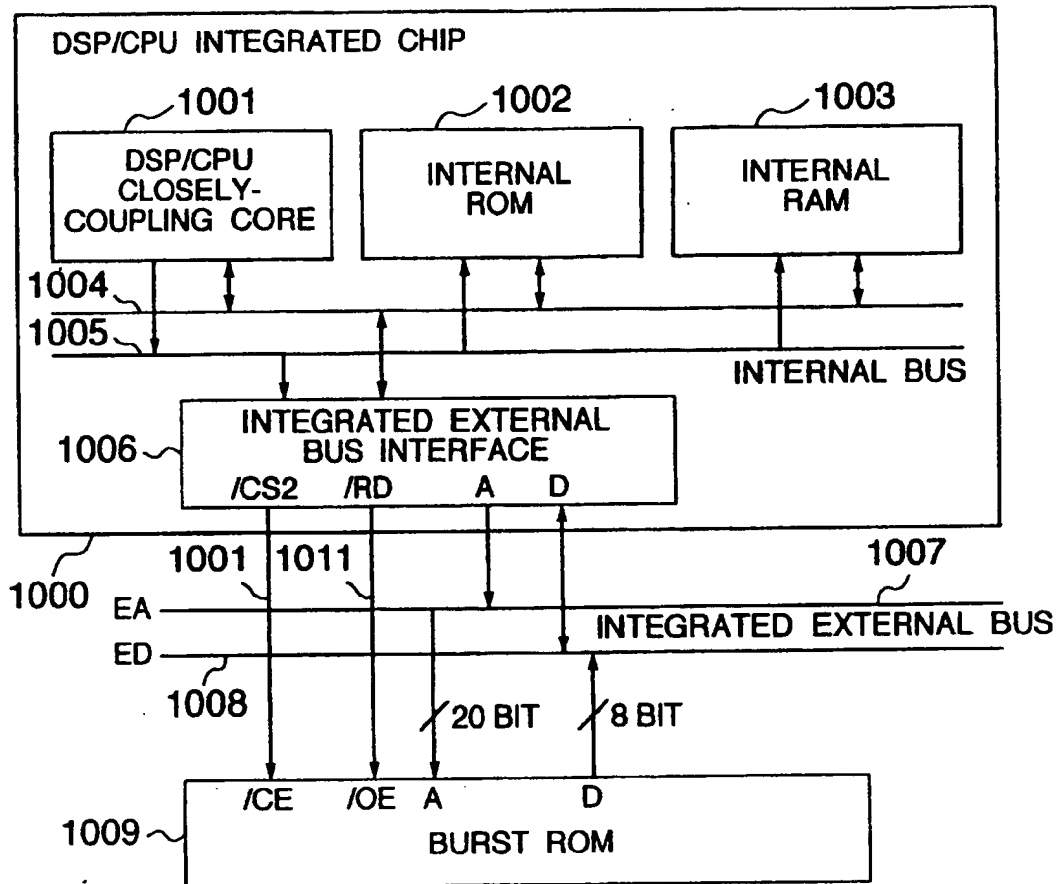 DSP/CPU INTEGRATED CHIP
1001
1002
1003
DSP/CPU
CLOSELY-
COUPLING CORE
INTERNAL
ROM
INTERNAL
RAM
1004
1005
INTERNAL BUS
INTEGRATED EXTERNAL
BUS INTERFACE
1006
/CS2 /RD A D
1000
1001
1011
1007
EA
INTEGRATED EXTERNAL BUS
ED
1008
20 BIT
8 BIT
/CE /OE A D
1009
BURST ROM